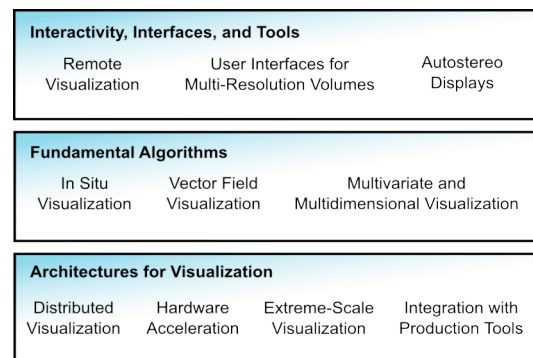 Interactivity, Interfaces, and Tools
Remote Visualization
User Interfaces for Multi-Resolution Volumes
Autostereo Displays
Fundamental Algorithms
In Situ Visualization
Vector Field Visualization
Multivariate and Multidimensional Visualization
Architectures for Visualization
Distributed Visualization
Hardware Acceleration
Extreme-Scale Visualization
Integration with Production Tools